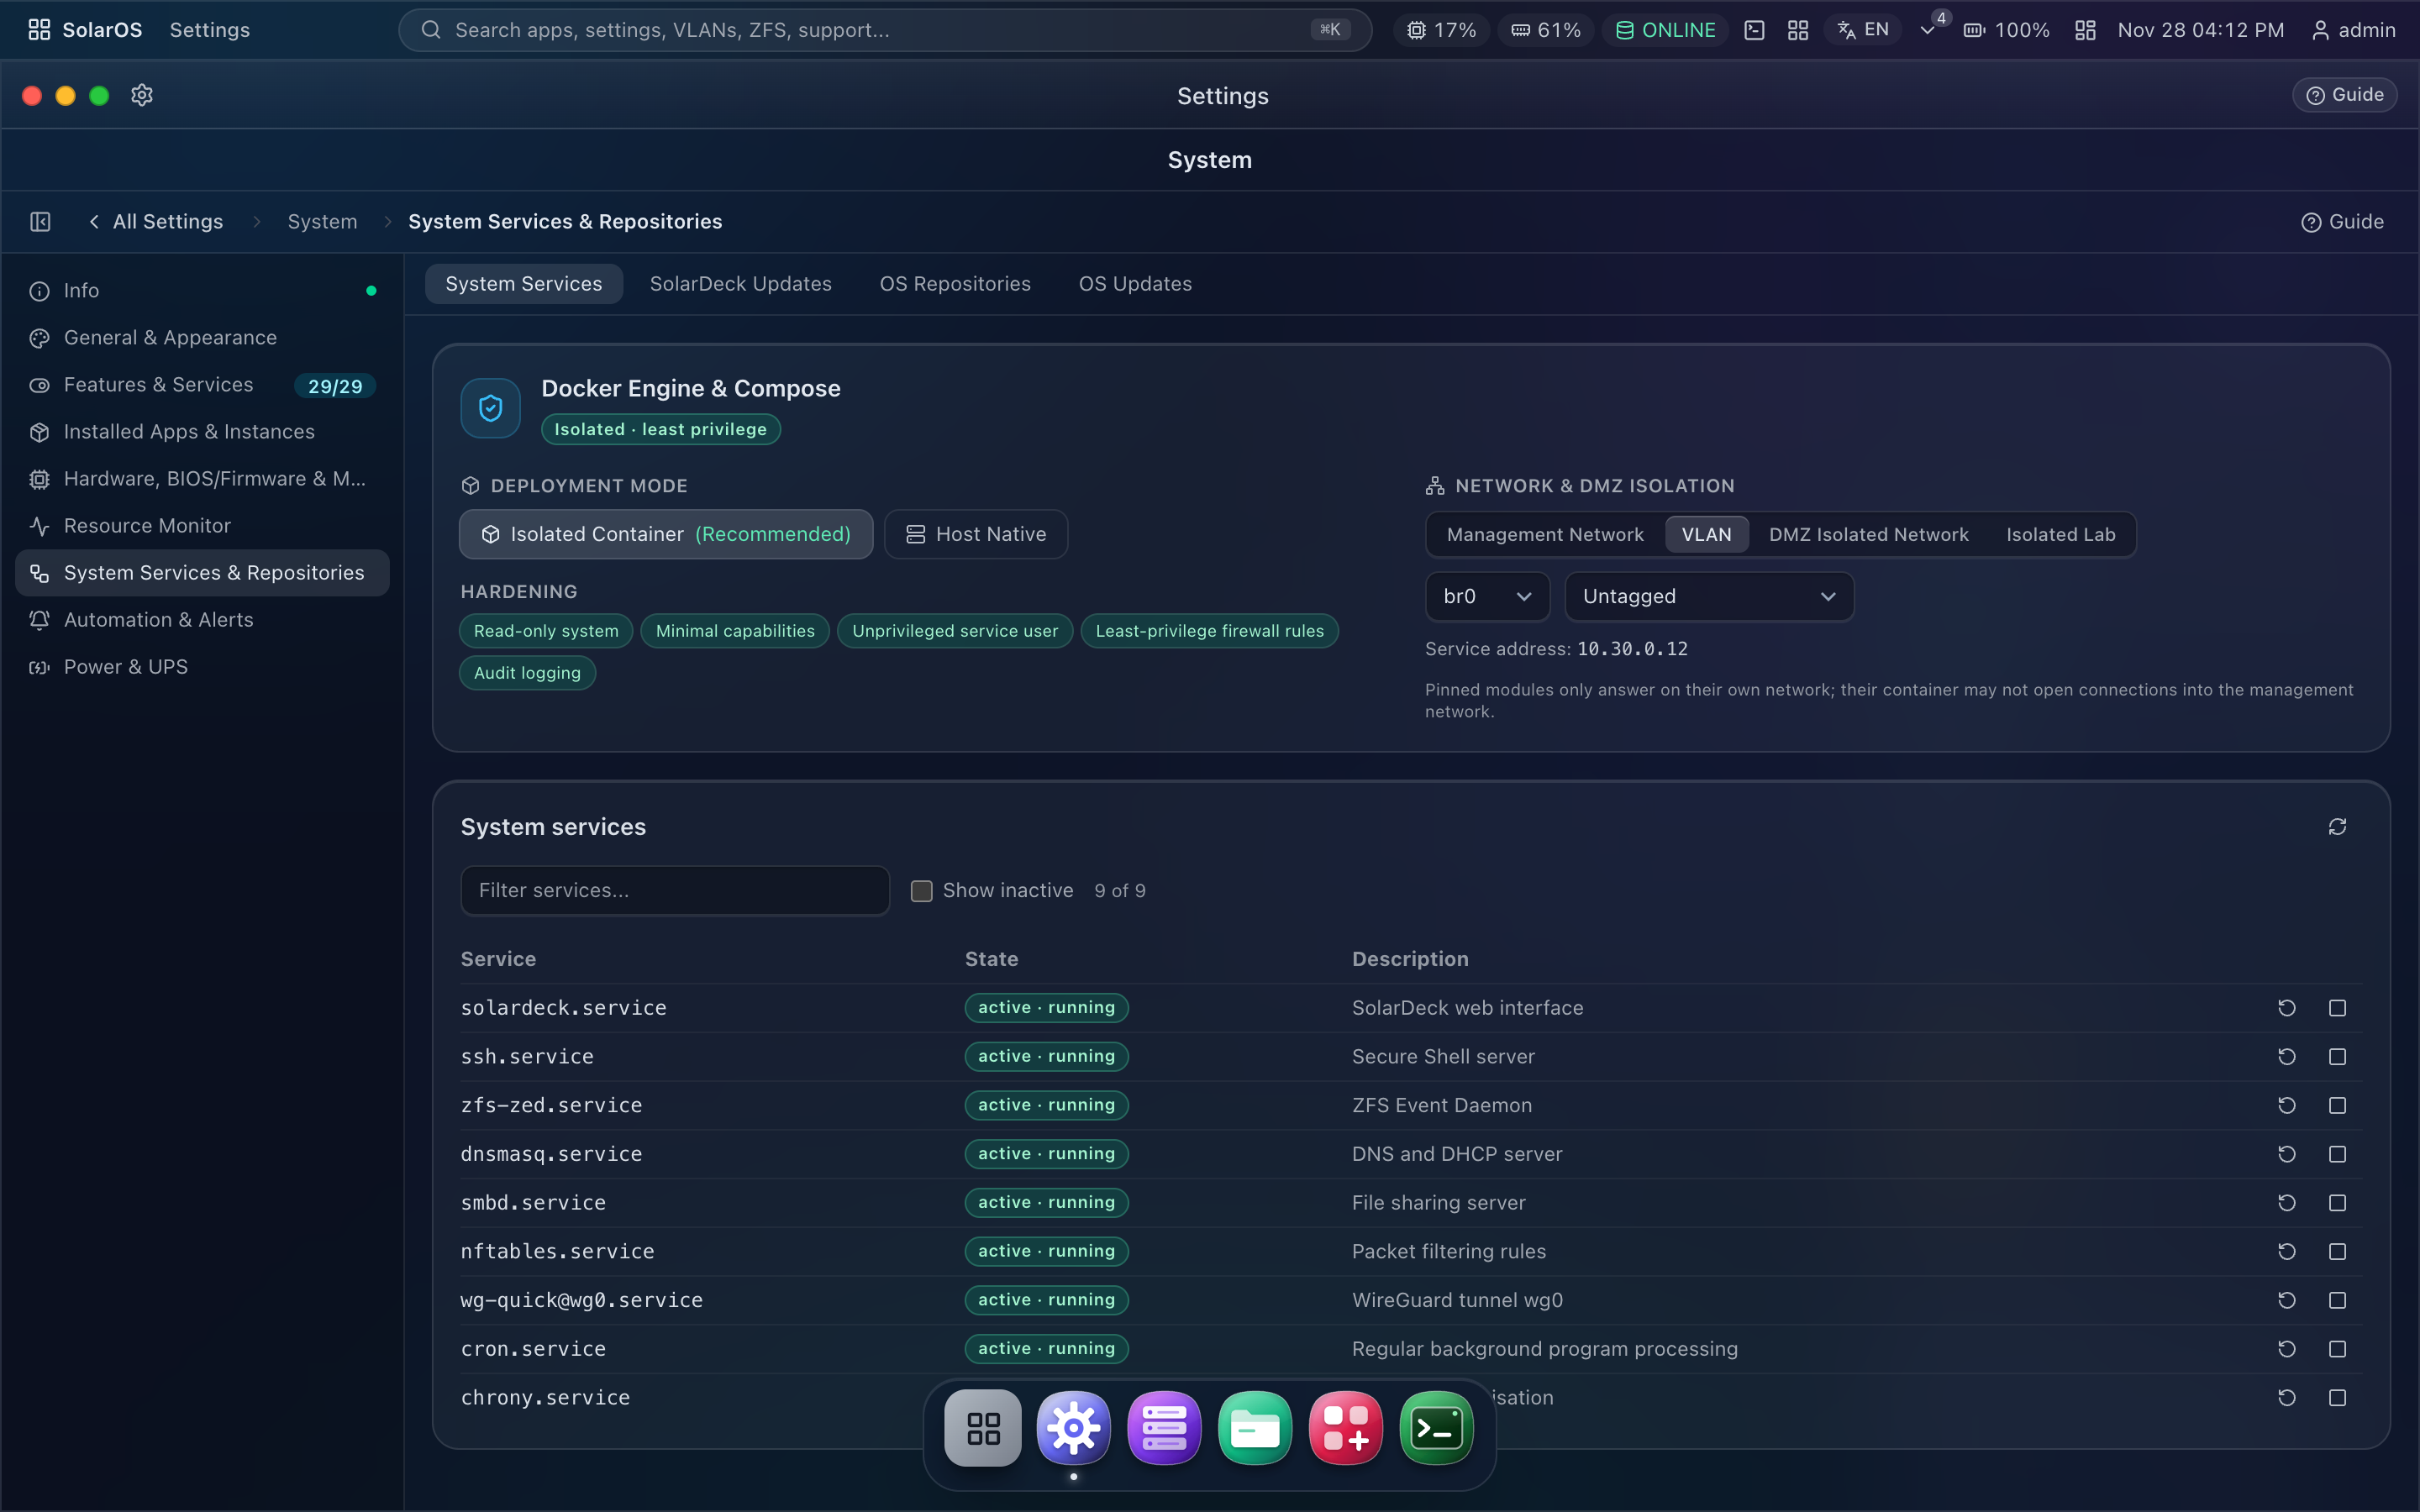 SolarOS Settings Search apps, settings, VLANs, ZFS, support... ⌘K 17% 61% ONLINE EN 4 100% Nov 28 04:12 PM admin
Settings Guide
System
All Settings System System Services & Repositories Guide
Info
General & Appearance
Features & Services 29/29
Installed Apps & Instances
Hardware, BIOS/Firmware & M...
Resource Monitor
System Services & Repositories
Automation & Alerts
Power & UPS
System Services SolarDeck Updates OS Repositories OS Updates
Docker Engine & Compose
Isolated · least privilege
DEPLOYMENT MODE
Isolated Container (Recommended) Host Native
HARDENING
Read-only system Minimal capabilities Unprivileged service user Least-privilege firewall rules
Audit logging
NETWORK & DMZ ISOLATION
Management Network VLAN DMZ Isolated Network Isolated Lab
br0 Untagged
Service address: 10.30.0.12
Pinned modules only answer on their own network; their container may not open connections into the management
network.
System services
Filter services... Show inactive 9 of 9
Service State Description
solardeck.service active · running SolarDeck web interface
ssh.service active · running Secure Shell server
zfs-zed.service active · running ZFS Event Daemon
dnsmasq.service active · running DNS and DHCP server
smbd.service active · running File sharing server
nftables.service active · running Packet filtering rules
wg-quick@wg0.service active · running WireGuard tunnel wg0
cron.service active · running Regular background program processing
chrony.service